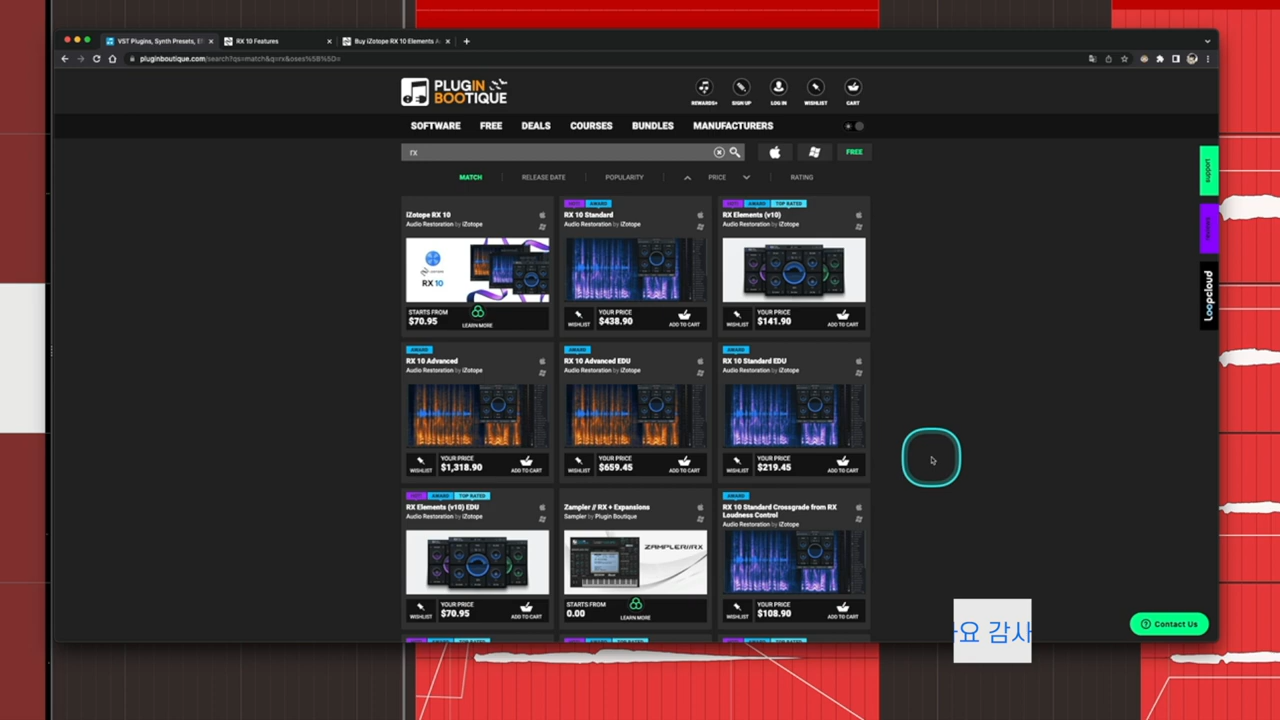 VST Plugins, Synth Presets, Ef
RX 10 Features
Buy iZotope RX 10 Elements A
pluginboutique.com/search?qs=match&q=rx&oses%5B%5D=
PLUGIN
BOOTIQUE
REWARDS+
SIGN UP
LOG IN
WISHLIST
CART
SOFTWARE
FREE
DEALS
COURSES
BUNDLES
MANUFACTURERS
rx
FREE
MATCH
RELEASE DATE
POPULARITY
PRICE
RATING
iZotope RX 10
Audio Restoration by iZotope
RX 10
STARTS FROM
$70.95
LEARN MORE
AWARD
RX 10 Standard
Audio Restoration by iZotope
WISHLIST
YOUR PRICE
$438.90
ADD TO CART
AWARD
TOP RATED
RX Elements (v10)
Audio Restoration by iZotope
WISHLIST
YOUR PRICE
$141.90
ADD TO CART
AWARD
RX 10 Advanced
Audio Restoration by iZotope
WISHLIST
YOUR PRICE
$1,318.90
ADD TO CART
AWARD
RX 10 Advanced EDU
Audio Restoration by iZotope
WISHLIST
YOUR PRICE
$659.45
ADD TO CART
AWARD
RX 10 Standard EDU
Audio Restoration by iZotope
WISHLIST
YOUR PRICE
$219.45
ADD TO CART
AWARD
TOP RATED
RX Elements (v10) EDU
Audio Restoration by iZotope
WISHLIST
YOUR PRICE
$70.95
ADD TO CART
Zampler // RX + Expansions
Sampler by Plugin Boutique
ZAMPLER//RX
STARTS FROM
0.00
LEARN MORE
AWARD
RX 10 Standard Crossgrade from RX
Loudness Control
Audio Restoration by iZotope
WISHLIST
YOUR PRICE
$108.90
ADD TO CART
support
Loopcloud
Contact Us
요 감사